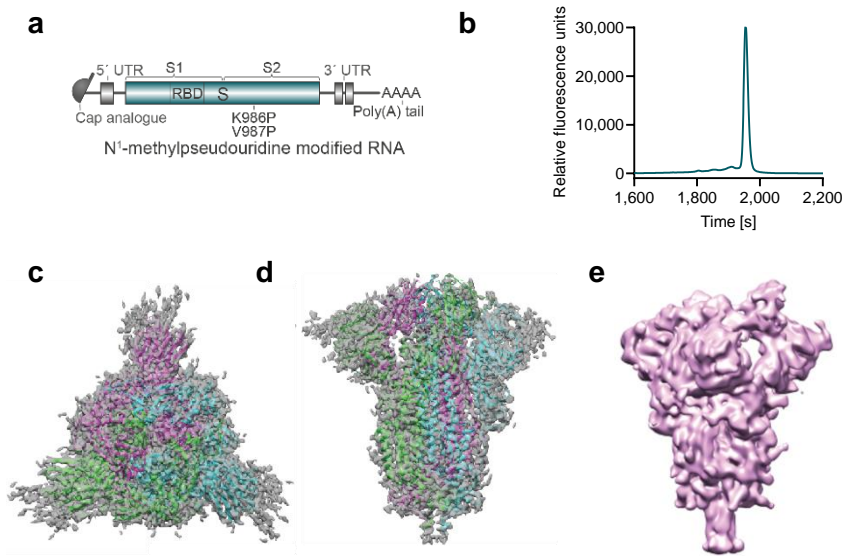 a
5´ UTR
S1
S2
3´ UTR
RBD
S
AAAA
Cap analogue
K986P
Poly(A) tail
V987P
N¹-methylpseudouridine modified RNA
b
Relative fluorescence units
30,000
20,000
10,000
0
1,600
1,800
2,000
2,200
Time [s]
c
d
e